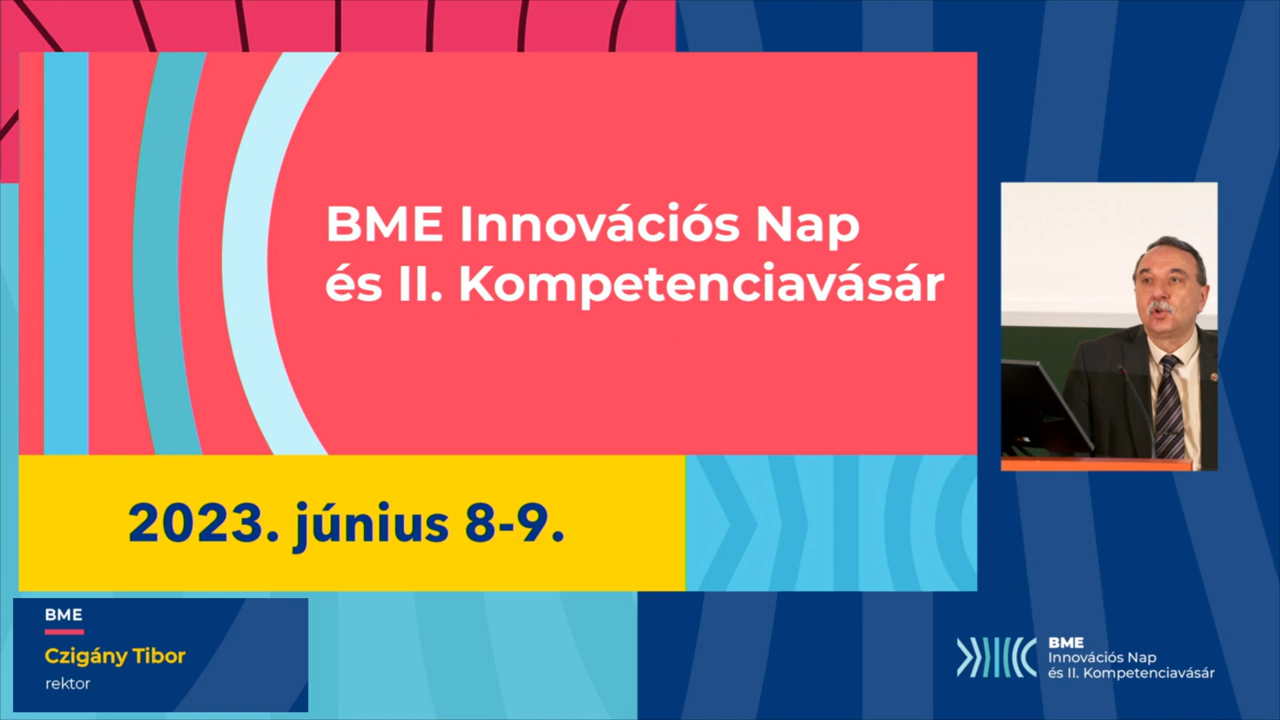 BME Innovációs Nap
és II. Kompetenciavásár
2023. június 8-9.
BME
Czigány Tibor
rektor
BME
Innovációs Nap
és II. Kompetenciavásár